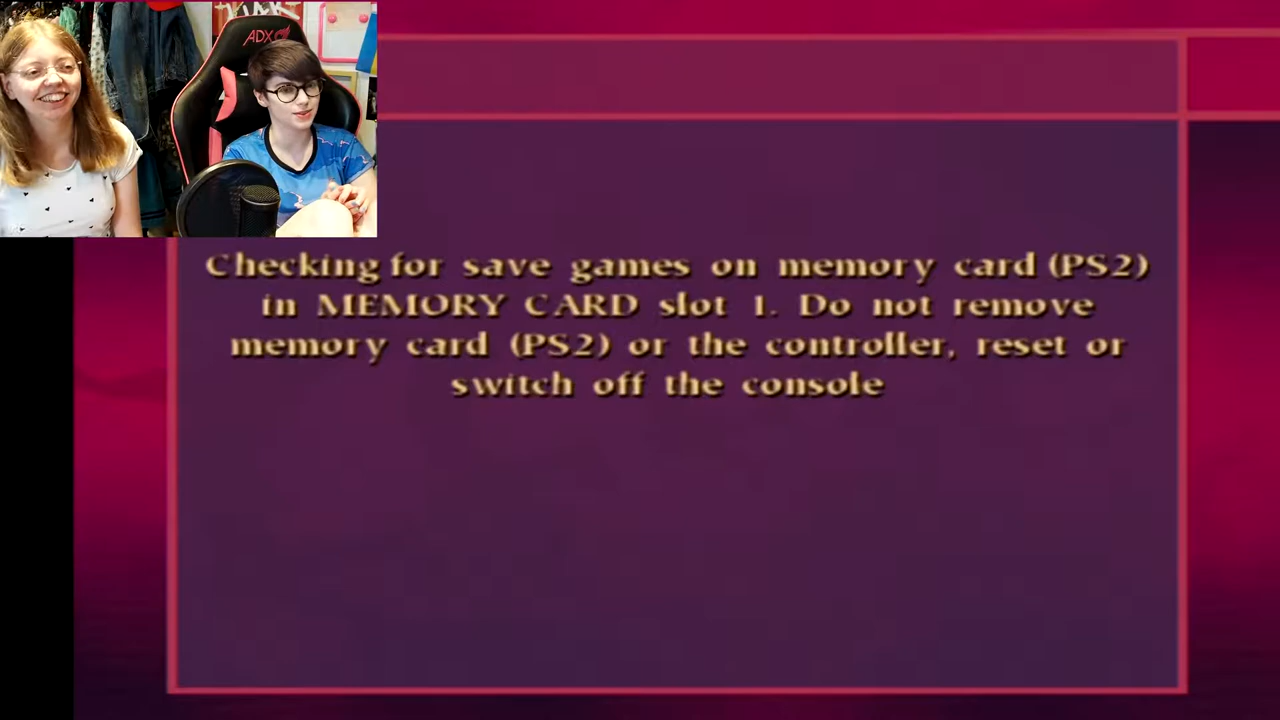 ADX
Checking for save games on memory card (PS2)
in MEMORY CARD slot 1. Do not remove
memory card (PS2) or the controller, reset or
switch off the console